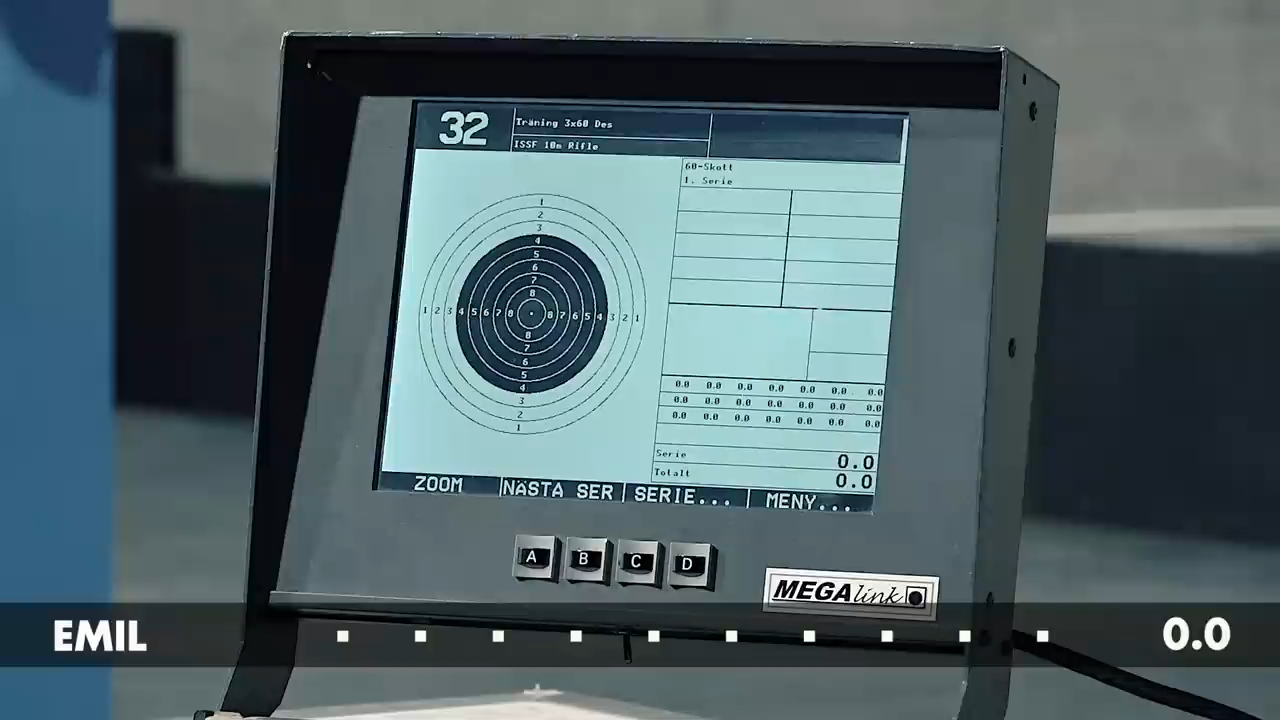 32
Träning 3x60 Des
ISSF 10m Rifle
60-Skott
1. Serie
1
2
3
4
5
6
7
8
1 2 3 4 5 6 7 8 8 7 6 5 4 3 2 1
8
7
6
5
4
3
2
1
0.0 0.0 0.0 0.0 0.0 0.0 0.0
0.0 0.0 0.0 0.0 0.0 0.0 0.0
0.0 0.0 0.0 0.0 0.0 0.0 0.0
Serie 0.0
Totalt 0.0
ZOOM NÄSTA SER SERIE... MENY...
A B C D
MEGAlink
EMIL 0.0